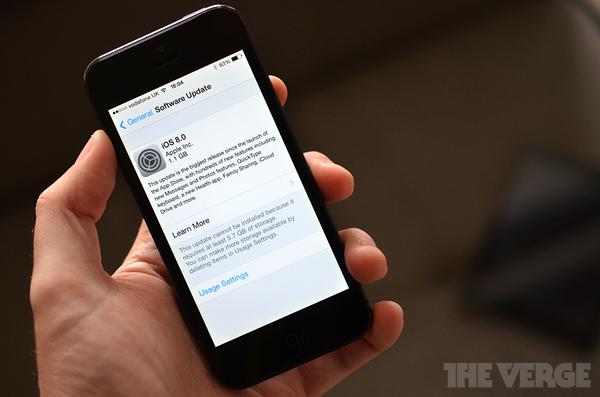 vodafone UK 18:04 63%
General Software Update
iOS 8.0
Apple Inc.
1.1 GB
This update is the biggest release since the launch of
the App Store, with hundreds of new features including
new Messages and Photos features, QuickType
keyboard, a new Health app, Family Sharing, iCloud
Drive and more.
Learn More
This update cannot be installed because it
requires at least 5.7 GB of storage.
You can make more storage available by
deleting items in Usage Settings.
Usage Settings
THE VERGE